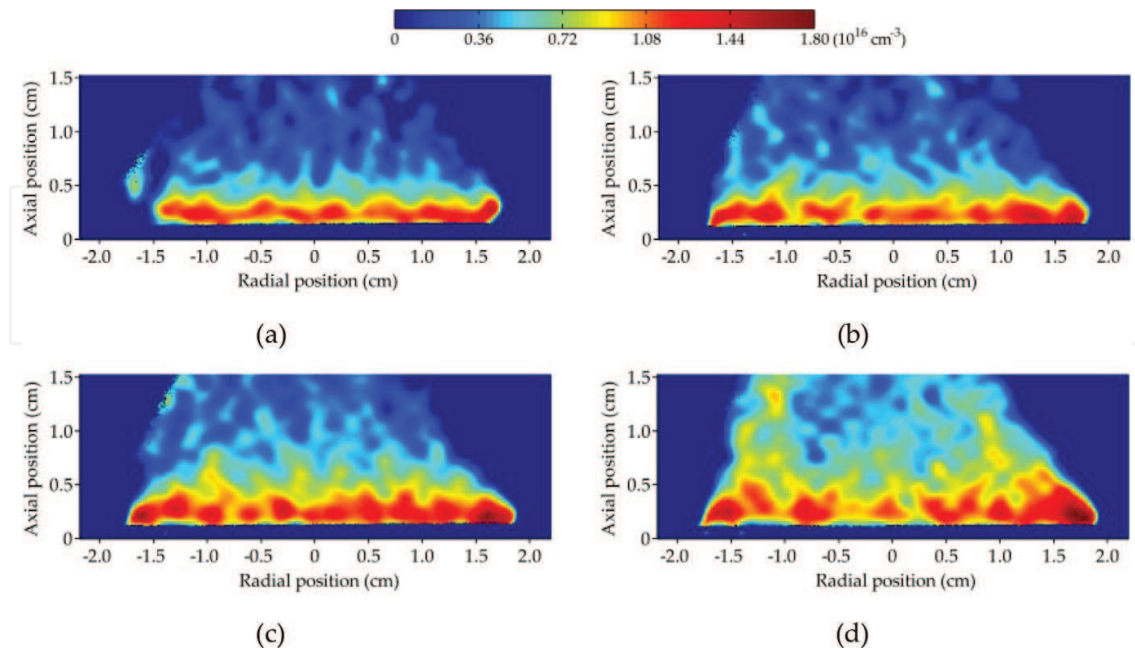 0 0.36 0.72 1.08 1.44 1.80 (10¹⁶ cm⁻³)
1.5 1.5
1.0 1.0
0.5 0.5
0 0
Axial position (cm) Axial position (cm)
-2.0 -1.5 -1.0 -0.5 0 0.5 1.0 1.5 2.0 -2.0 -1.5 -1.0 -0.5 0 0.5 1.0 1.5 2.0
Radial position (cm) Radial position (cm)
(a) (b)
1.5 1.5
1.0 1.0
0.5 0.5
0 0
Axial position (cm) Axial position (cm)
-2.0 -1.5 -1.0 -0.5 0 0.5 1.0 1.5 2.0 -2.0 -1.5 -1.0 -0.5 0 0.5 1.0 1.5 2.0
Radial position (cm) Radial position (cm)
(c) (d)